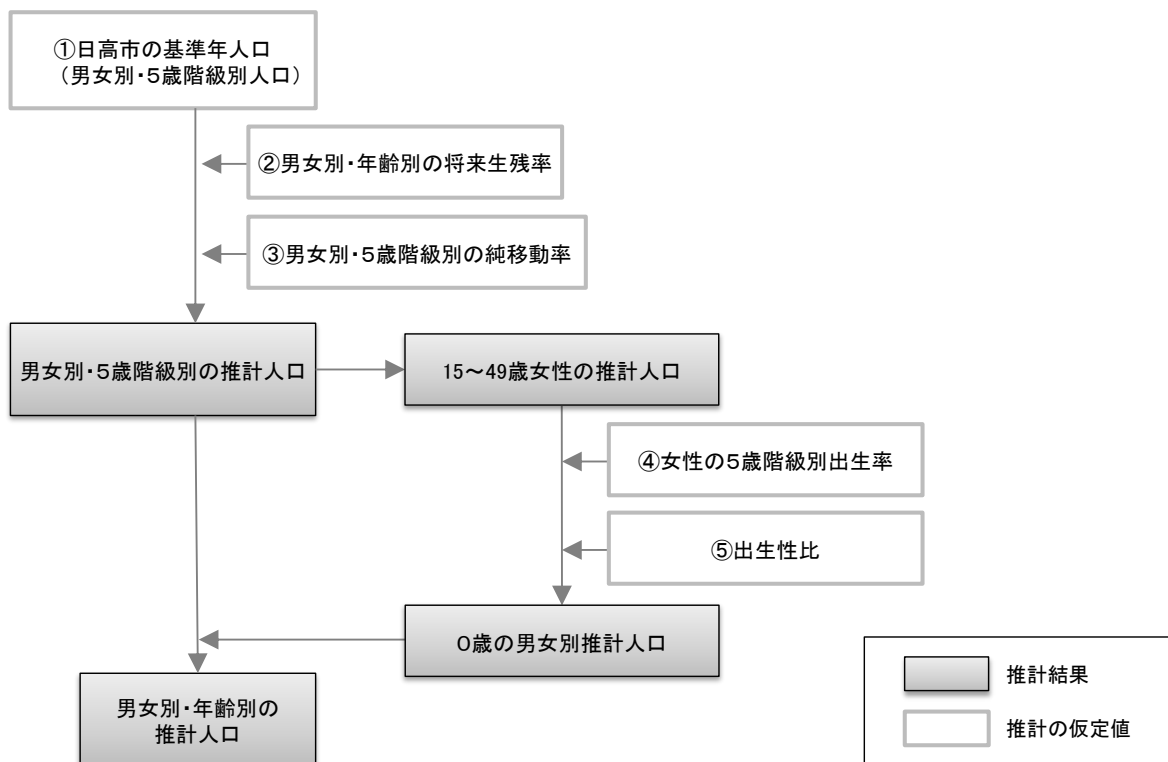 ①日高市の基準年人口
（男女別・5歳階級別人口）
②男女別・年齢別の将来生残率
③男女別・5歳階級別の純移動率
男女別・5歳階級別の推計人口
15～49歳女性の推計人口
④女性の5歳階級別出生率
⑤出生性比
0歳の男女別推計人口
男女別・年齢別の
推計人口
推計結果
推計の仮定値